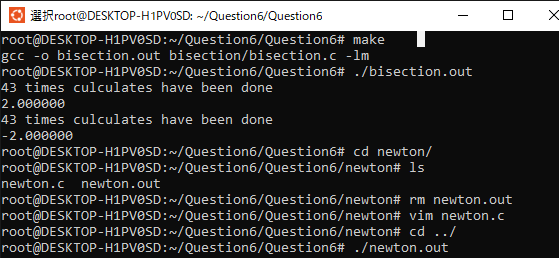 選択root@DESKTOP-H1PV0SD: ~/Question6/Question6
root@DESKTOP-H1PV0SD:~/Question6/Question6# make
gcc -o bisection.out bisection/bisection.c -lm
root@DESKTOP-H1PV0SD:~/Question6/Question6# ./bisection.out
43 times culculates have been done
2.000000
43 times culculates have been done
-2.000000
root@DESKTOP-H1PV0SD:~/Question6/Question6# cd newton/
root@DESKTOP-H1PV0SD:~/Question6/Question6/newton# ls
newton.c  newton.out
root@DESKTOP-H1PV0SD:~/Question6/Question6/newton# rm newton.out
root@DESKTOP-H1PV0SD:~/Question6/Question6/newton# vim newton.c
root@DESKTOP-H1PV0SD:~/Question6/Question6/newton# cd ../
root@DESKTOP-H1PV0SD:~/Question6/Question6# ./newton.out